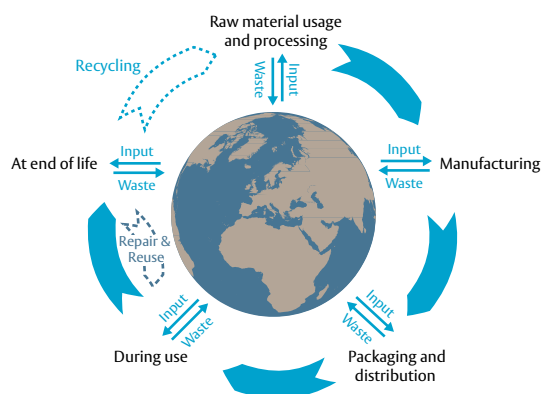 Raw material usage
and processing
Recycling
Waste
Input
At end of life
Input
Waste
Input
Waste
Manufacturing
Repair &
Reuse
Input
Waste
Input
Waste
During use
Packaging and
distribution